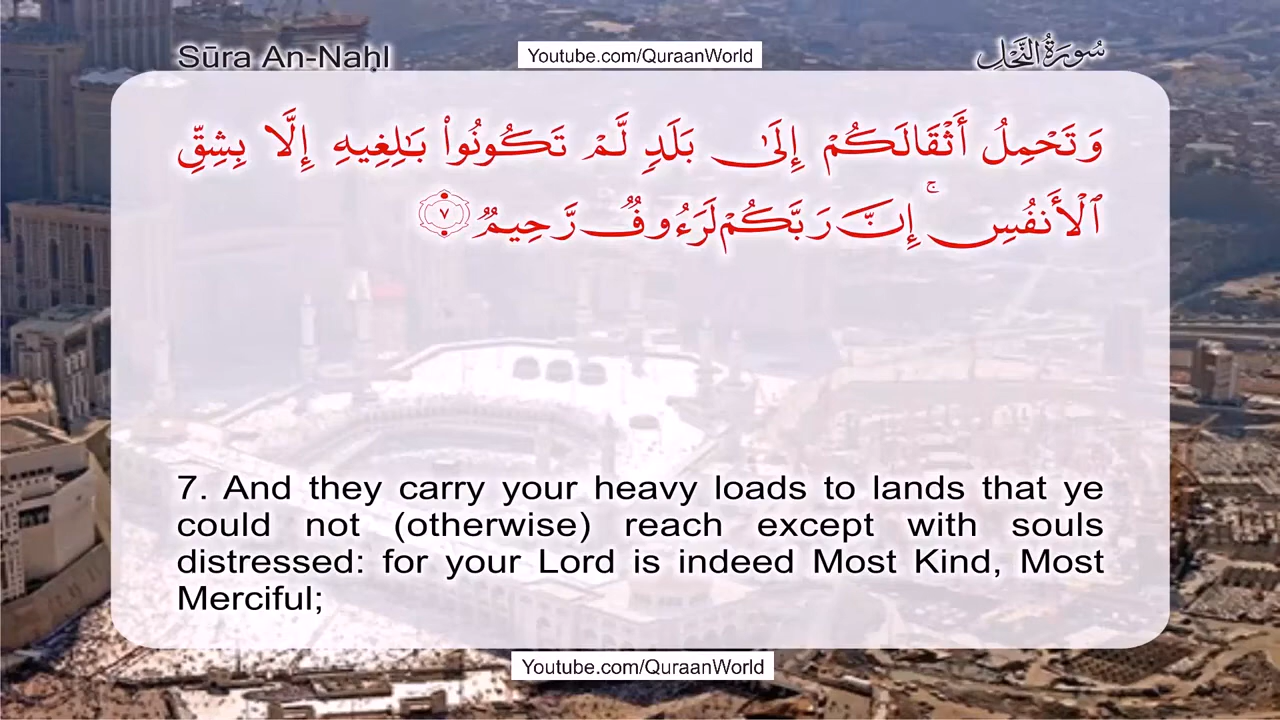 Sūra An-Naḥl
Youtube.com/QuraanWorld
سُورَةُ النَّحْلِ
وَتَحْمِلُ أَثْقَالَكُمْ إِلَىٰ بَلَدٍ لَّمْ تَكُونُوا۟ بَـٰلِغِيهِ إِلَّا بِشِقِّ
ٱلْأَنفُسِ ۚ إِنَّ رَبَّكُمْ لَرَءُوفٌ رَّحِيمٌ ٧
7. And they carry your heavy loads to lands that ye
could not (otherwise) reach except with souls
distressed: for your Lord is indeed Most Kind, Most
Merciful;
Youtube.com/QuraanWorld